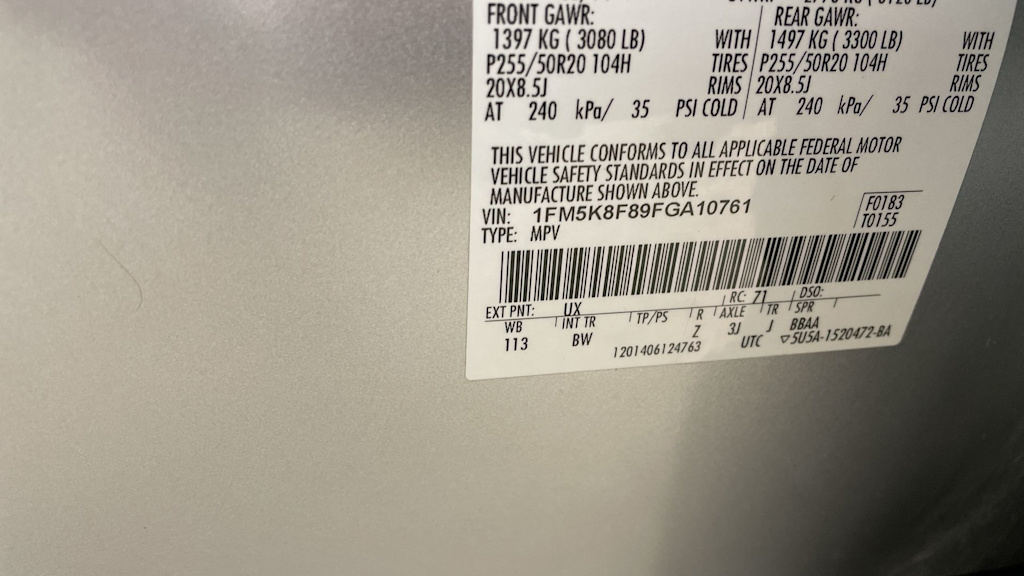 FRONT GAWR: REAR GAWR:
1397 KG ( 3080 LB) WITH 1497 KG ( 3300 LB) WITH
P255/50R20 104H TIRES P255/50R20 104H TIRES
20X8.5J RIMS 20X8.5J RIMS
AT 240 kPa/ 35 PSI COLD AT 240 kPa/ 35 PSI COLD
THIS VEHICLE CONFORMS TO ALL APPLICABLE FEDERAL MOTOR
VEHICLE SAFETY STANDARDS IN EFFECT ON THE DATE OF
MANUFACTURE SHOWN ABOVE.
VIN: 1FM5K8F89FGA10761 F0183
TYPE: MPV T0155
EXT PNT: UX RC: 71 DSO:
WB INT TR TP/PS R AXLE TR SPR
113 BW Z 3J J BBAA
1201406124763 UTC ▽5U5A-1520472-BA